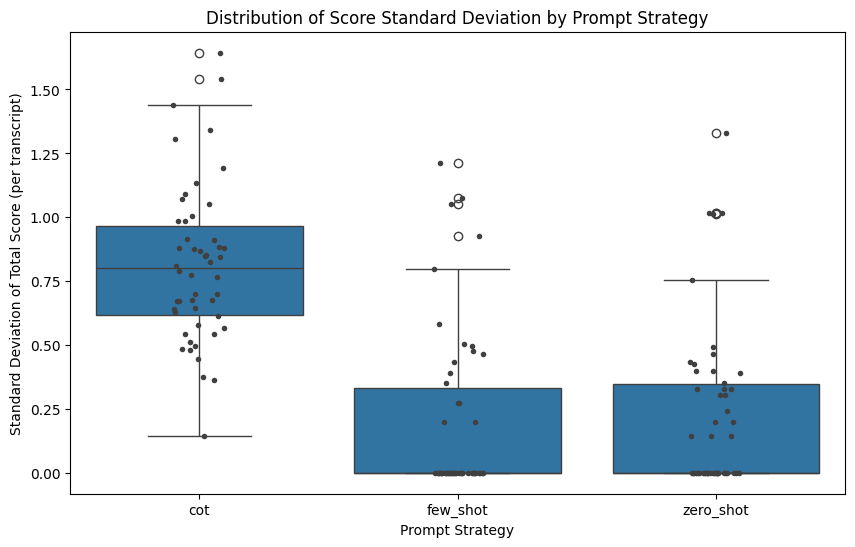 Distribution of Score Standard Deviation by Prompt Strategy
Standard Deviation of Total Score (per transcript)
1.50
1.25
1.00
0.75
0.50
0.25
0.00
cot
few_shot
zero_shot
Prompt Strategy